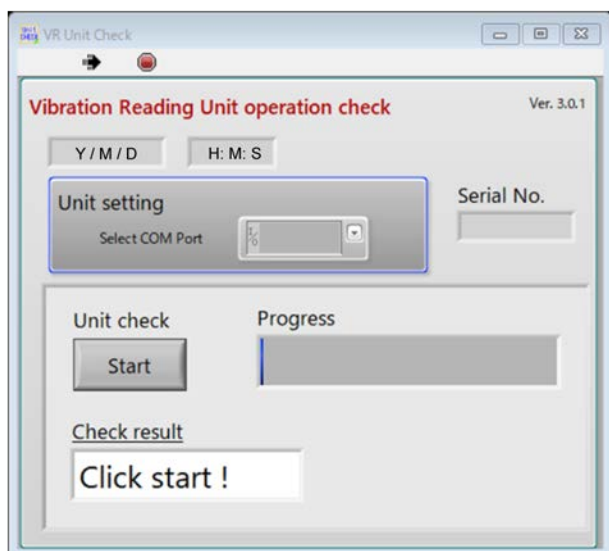 VR Unit Check
Vibration Reading Unit operation check
Ver. 3.0.1
Y / M / D
H: M: S
Unit setting
Select COM Port
I/O
Serial No.
Unit check
Progress
Start
Check result
Click start !